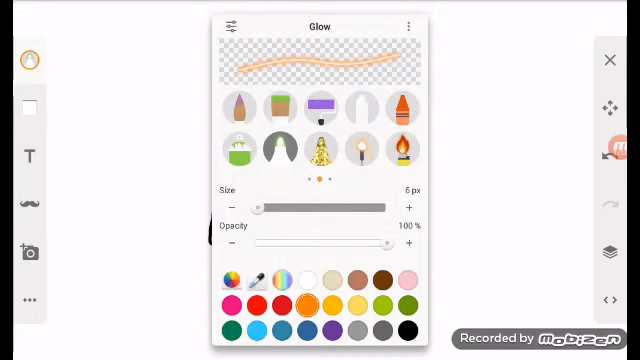 Glow
Size
6 px
Opacity
100 %
T
Recorded by MOBIZEN